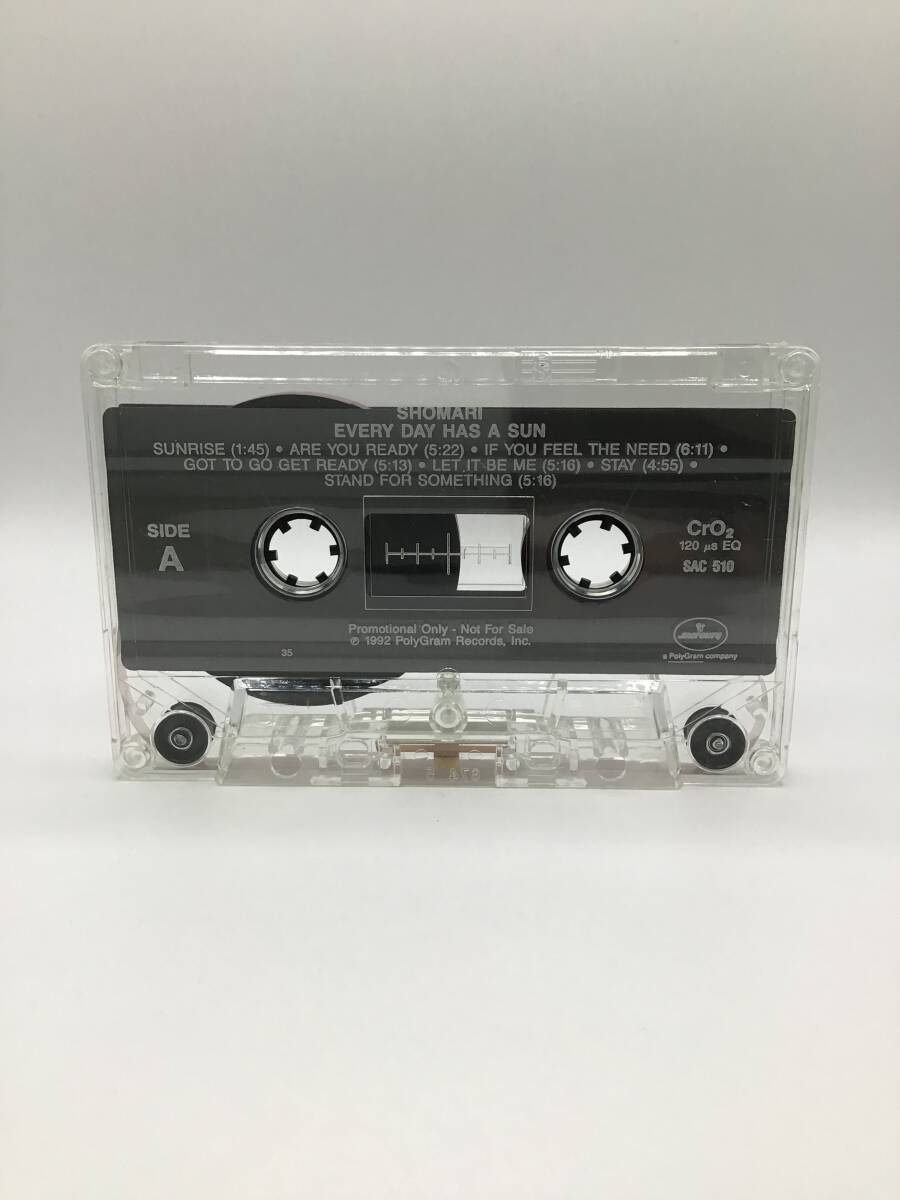 SHOMARI
EVERY DAY HAS A SUN
SUNRISE (1:45) • ARE YOU READY (5:22) • IF YOU FEEL THE NEED (6:11) •
GOT TO GO GET READY (5:13) • LET IT BE ME (5:16) • STAY (4:55) •
STAND FOR SOMETHING (5:16)
SIDE
A
CrO₂
120 µs EQ
SAC 510
Promotional Only - Not For Sale
℗ 1992 PolyGram Records, Inc.
35
mercury
a PolyGram company